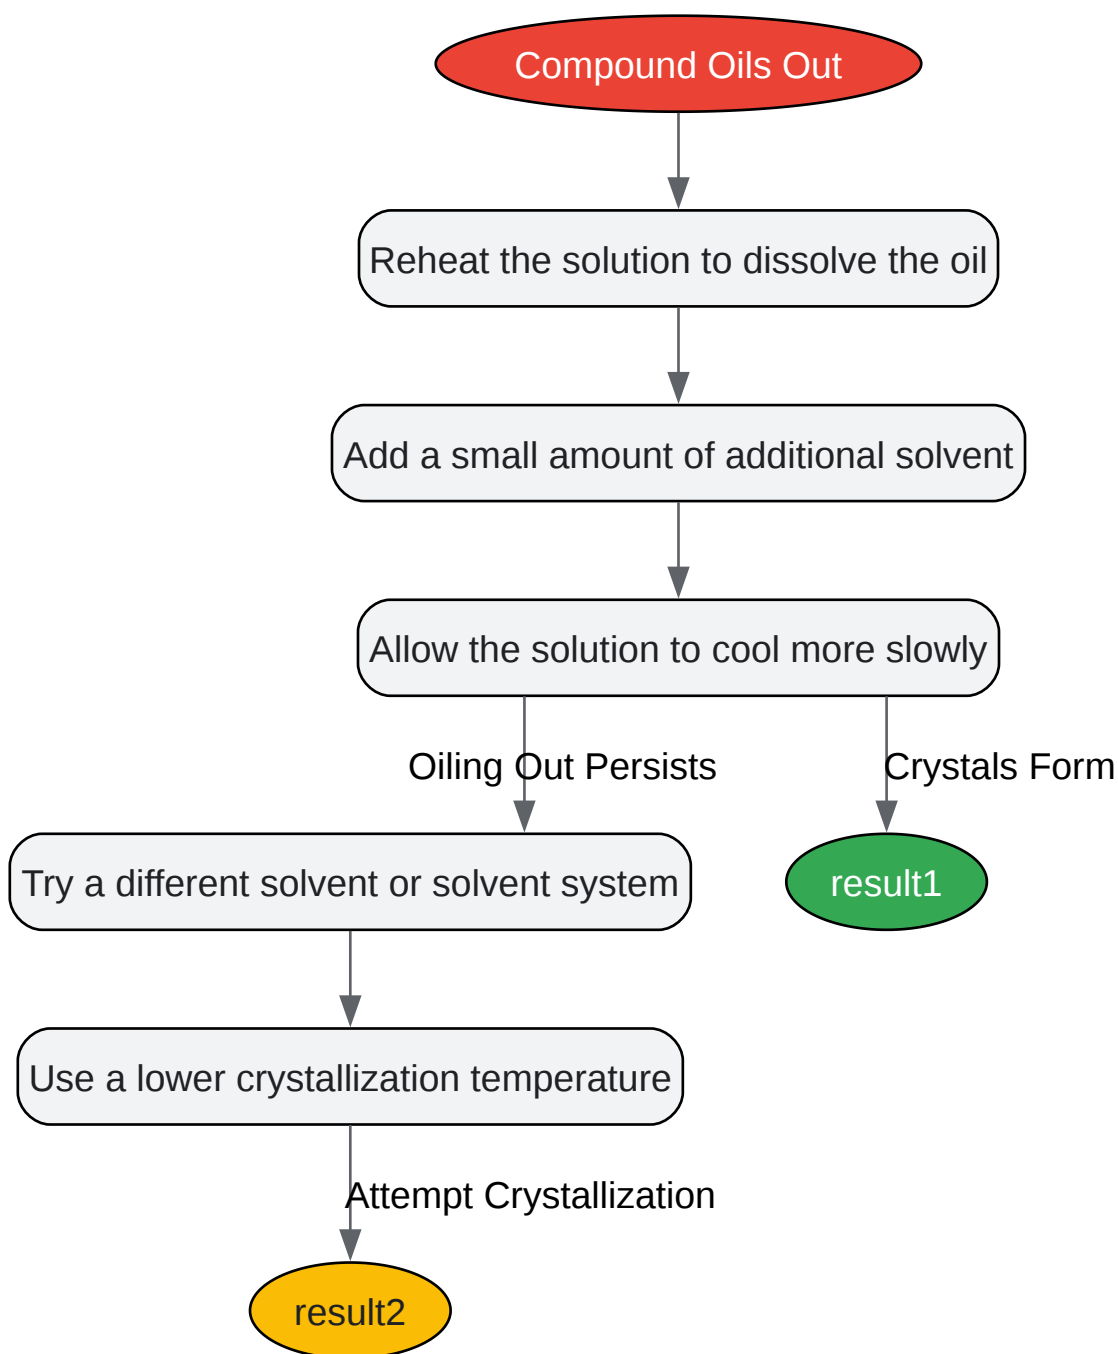 Compound Oils Out
Reheat the solution to dissolve the oil
Add a small amount of additional solvent
Allow the solution to cool more slowly
Oiling Out Persists
Crystals Form
Try a different solvent or solvent system
result1
Use a lower crystallization temperature
Attempt Crystallization
result2